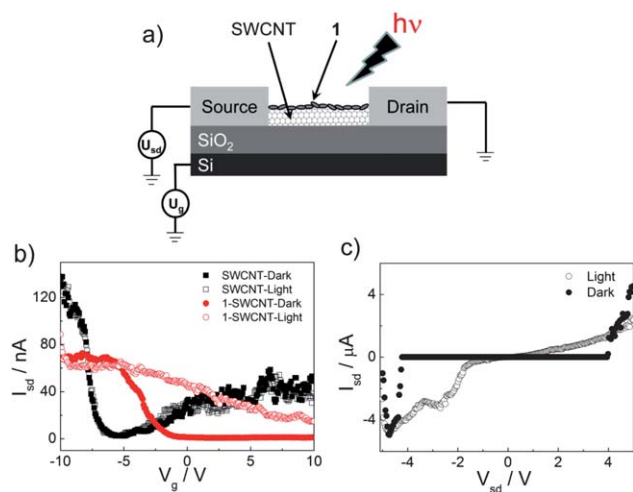 a)
SWCNT
1
hν
Source
Drain
U_sd
SiO₂
Si
U_g
b)
I_sd / nA
120
80
40
0
SWCNT-Dark
SWCNT-Light
1-SWCNT-Dark
1-SWCNT-Light
-10 -5 0 5 10
V_g / V
c)
I_sd / μA
4
0
-4
Light
Dark
-4 -2 0 2 4
V_sd / V